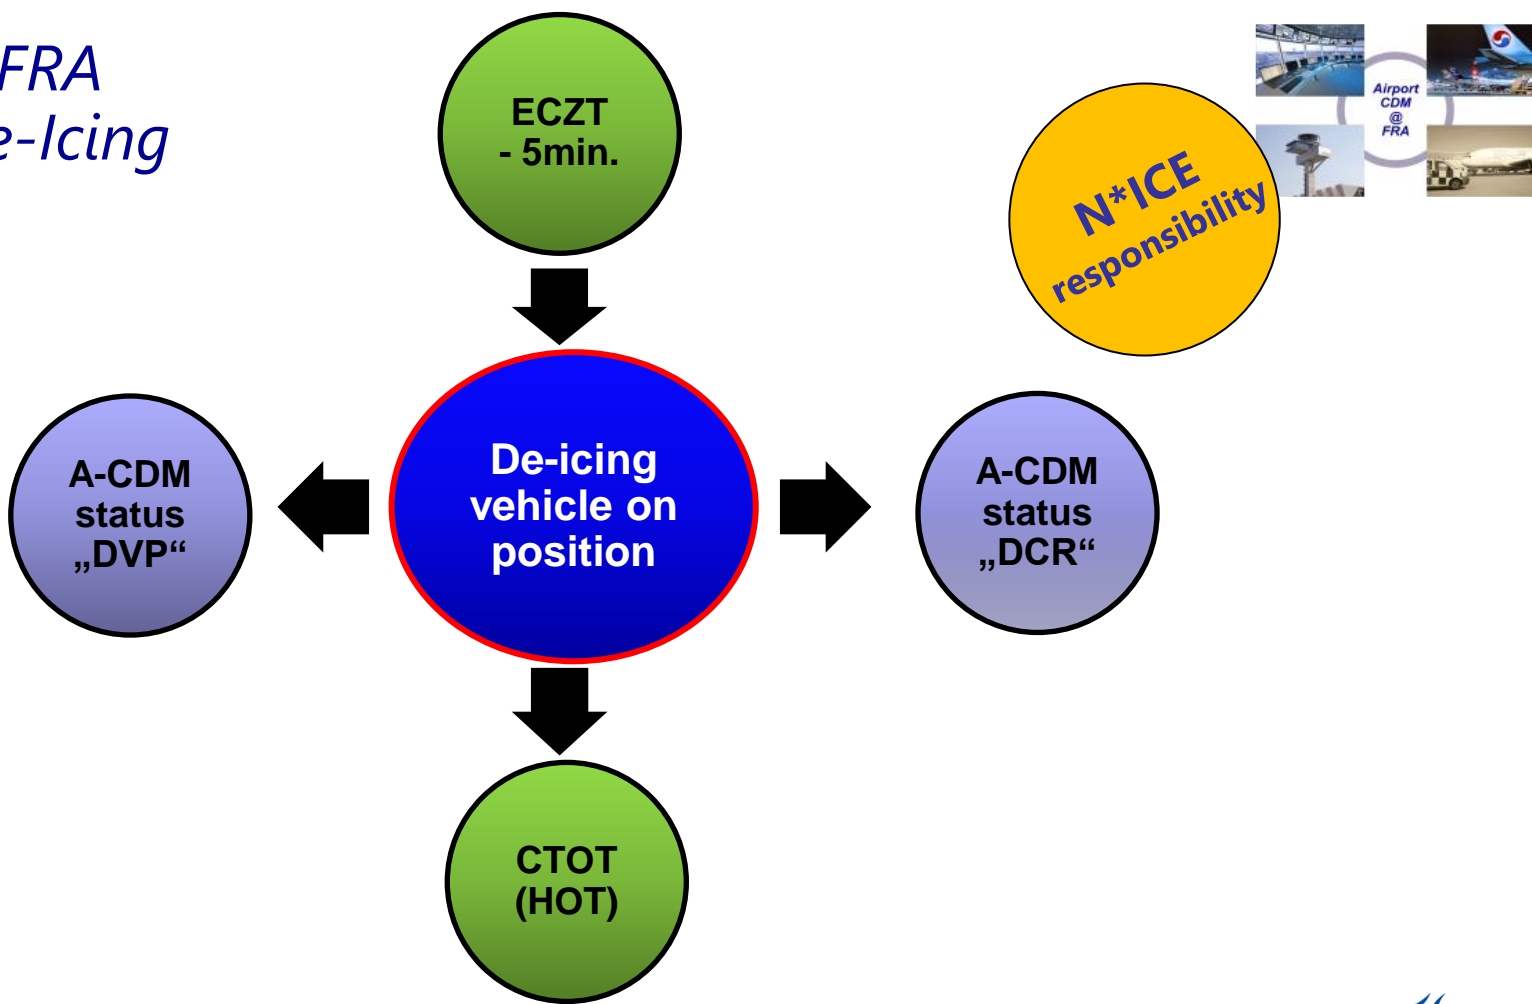 FRA
e-Icing
ECZT
- 5min.
N*ICE
responsibility
Airport
CDM
@
FRA
A-CDM
status
„DVP“
De-icing
vehicle on
position
A-CDM
status
„DCR“
CTOT
(HOT)